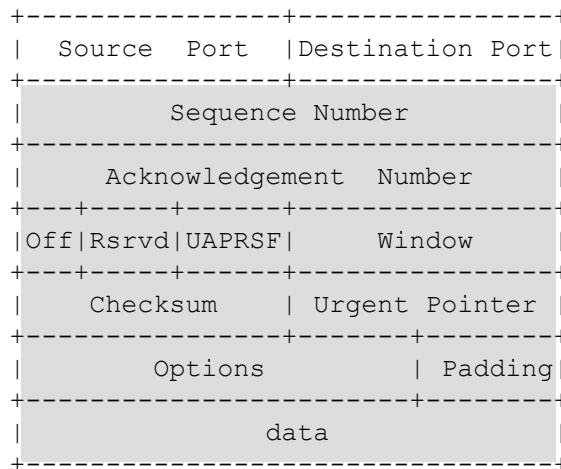 +-----------------+-----------------+
|  Source  Port  |Destination Port|
+-----------------+-----------------+
|         Sequence Number         |
+---------------------------------+
|     Acknowledgement  Number     |
+---+-----+------+-----------------+
|Off|Rsrvd|UAPRSF|     Window     |
+---+-----+------+-----------------+
|    Checksum    | Urgent Pointer |
+-----------------+-------+--------+
|        Options         | Padding|
+------------------------+--------+
|               data              |
+---------------------------------+